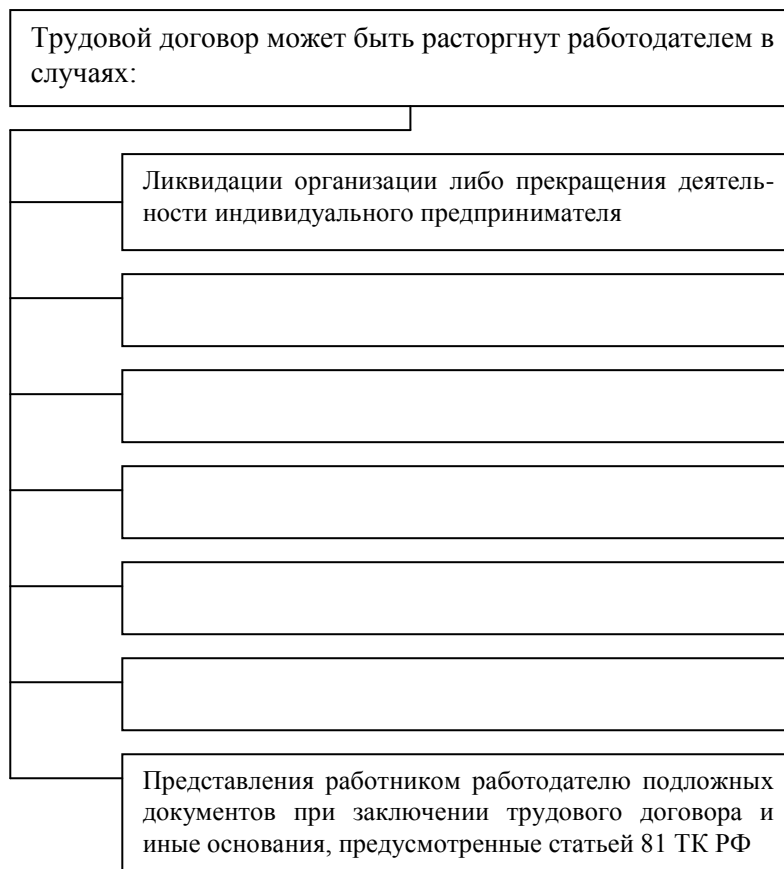 Трудовой договор может быть расторгнут работодателем в
случаях:
Ликвидации организации либо прекращения деятель-
ности индивидуального предпринимателя
Представления работником работодателю подложных
документов при заключении трудового договора и
иные основания, предусмотренные статьей 81 ТК РФ